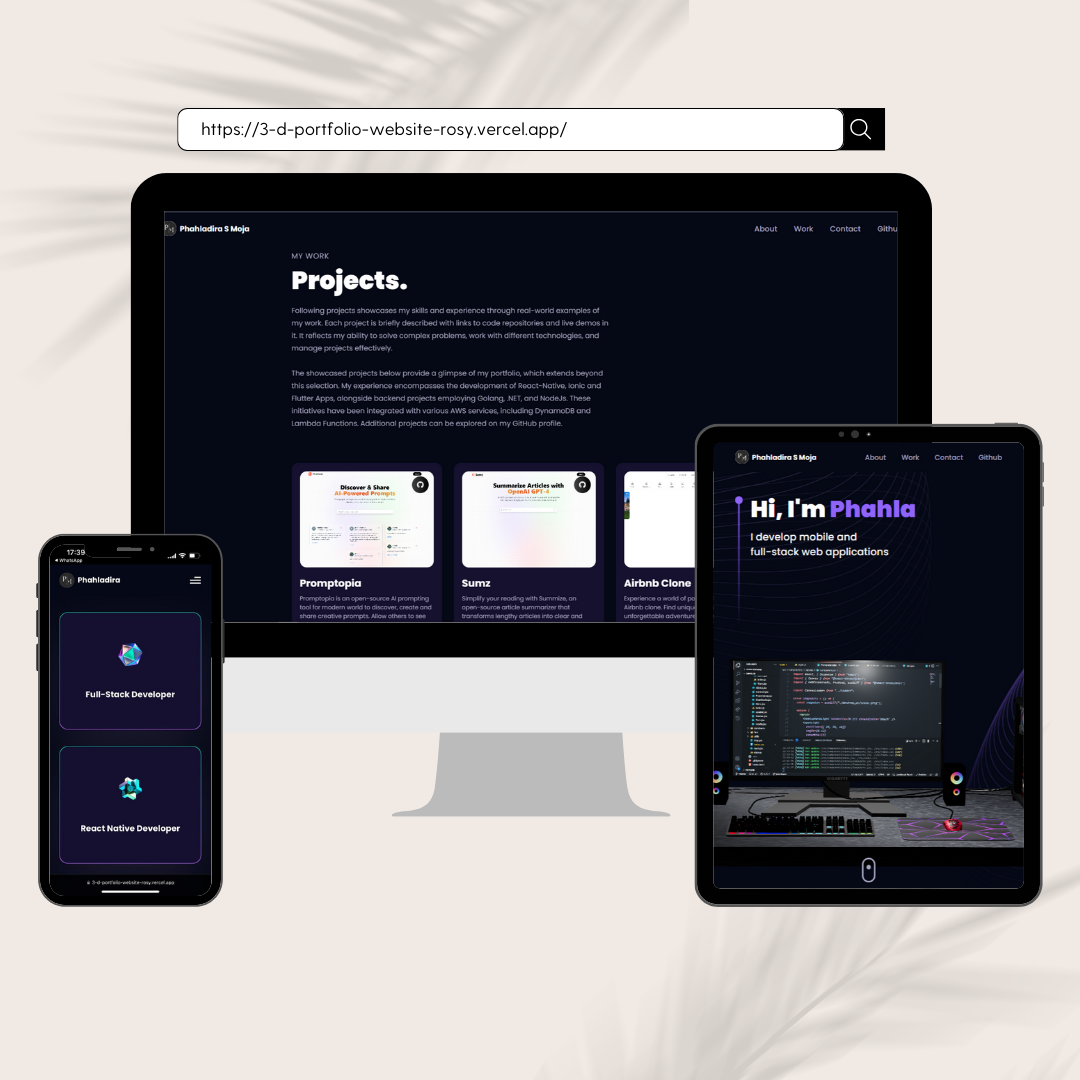 https://3-d-portfolio-website-rosy.vercel.app/
Phahladira S Moja
About Work Contact Githu
MY WORK
Projects.
Following projects showcases my skills and experience through real-world examples of
my work. Each project is briefly described with links to code repositories and live demos in
it. It reflects my ability to solve complex problems, work with different technologies, and
manage projects effectively.
The showcased projects below provide a glimpse of my portfolio, which extends beyond
this selection. My experience encompasses the development of React-Native, Ionic and
Flutter Apps, alongside backend projects employing Golang, .NET, and NodeJs. These
initiatives have been integrated with various AWS services, including DynamoDB and
Lambda Functions. Additional projects can be explored on my GitHub profile.
Discover & Share
AI-Powered Prompts
Promptopia
Promptopia is an open-source AI prompting
tool for modern world to discover, create and
share creative prompts. Allow others to see
Sumz
Summarize Articles with
OpenAI GPT-4
Sumz
Simplify your reading with Summize, an
open-source article summarizer that
transforms lengthy articles into clear and
Airbnb Clone
Experience a world of po
Airbnb clone. Find uniqu
unforgettable adventure
Phahladira S Moja
About Work Contact Github
Hi, I'm Phahla
I develop mobile and
full-stack web applications
17:39
WhatsApp
Phahladira
Full-Stack Developer
React Native Developer
3-d-portfolio-website-rosy.vercel.app